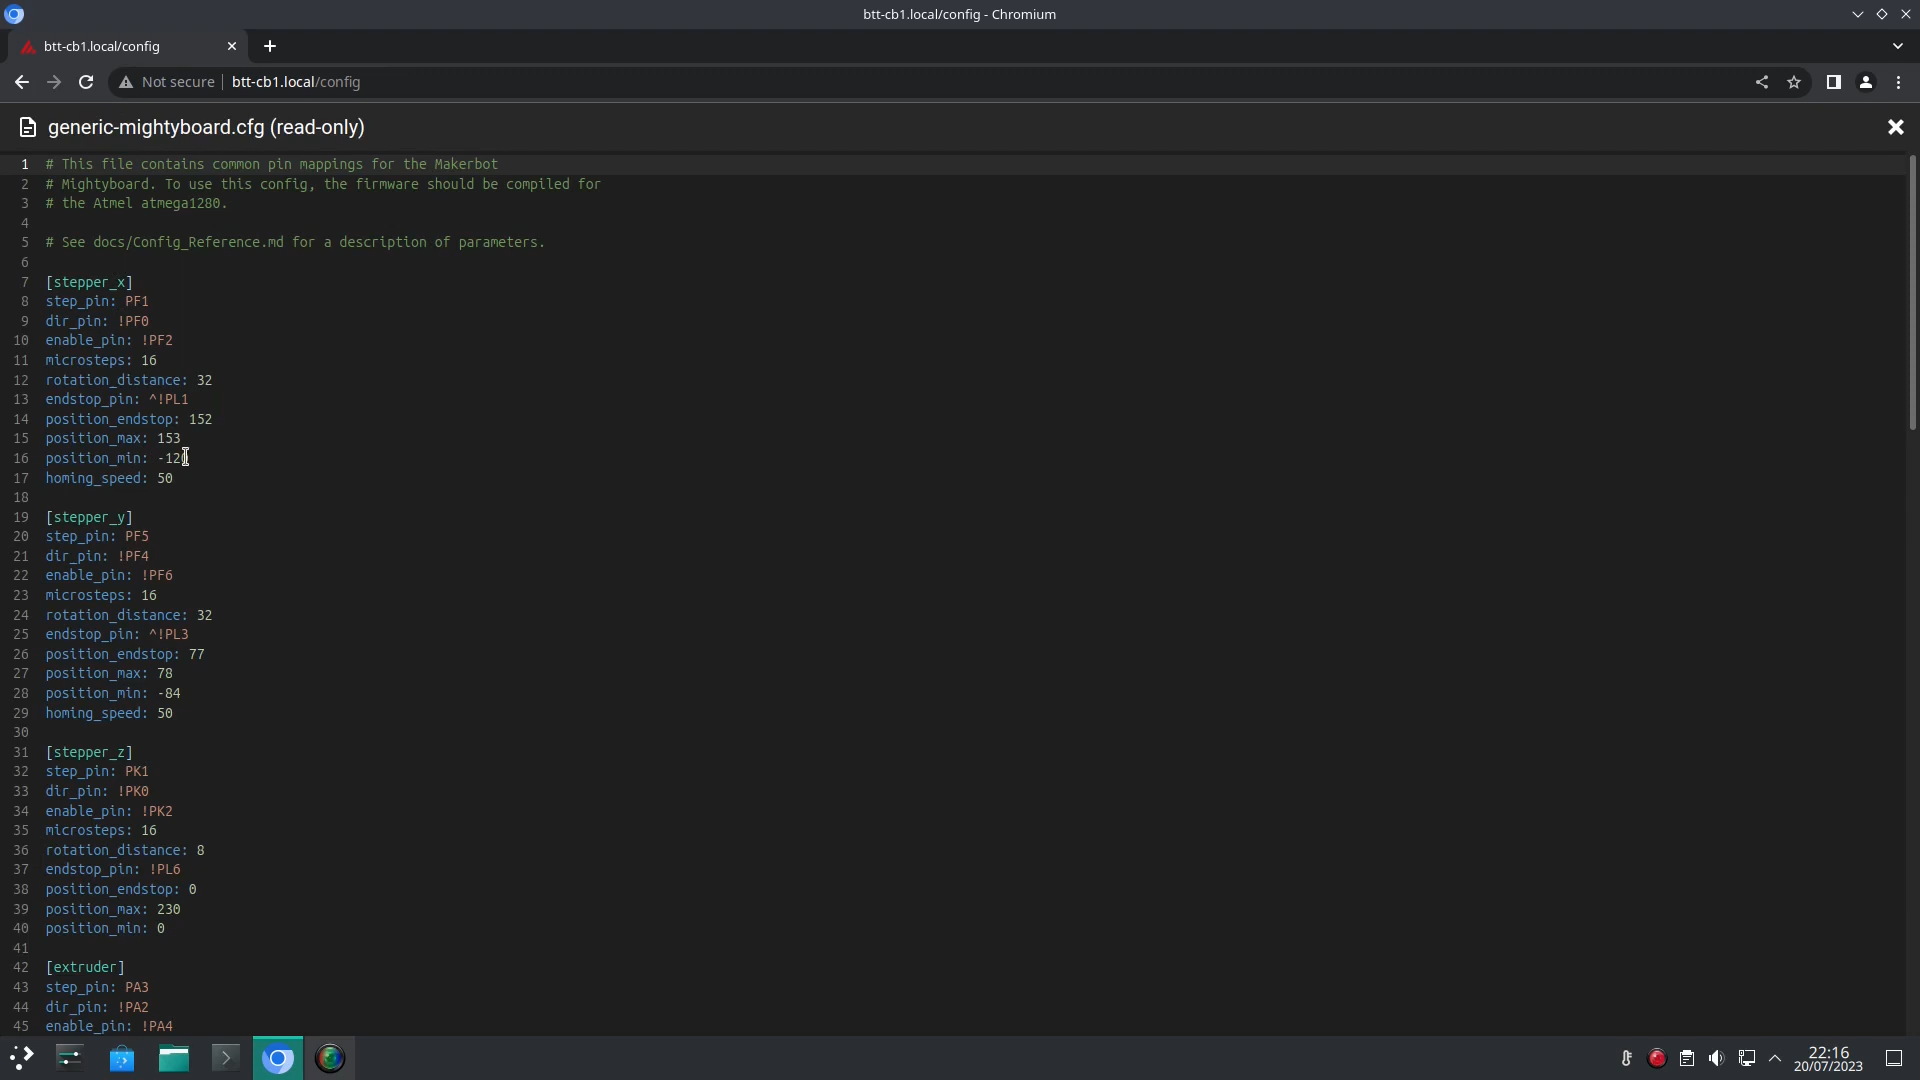 btt-cb1.local/config - Chromium
btt-cb1.local/config
Not secure btt-cb1.local/config
generic-mightyboard.cfg (read-only)
1 # This file contains common pin mappings for the Makerbot
2 # Mightyboard. To use this config, the firmware should be compiled for
3 # the Atmel atmega1280.
4
5 # See docs/Config_Reference.md for a description of parameters.
6
7 [stepper_x]
8 step_pin: PF1
9 dir_pin: !PF0
10 enable_pin: !PF2
11 microsteps: 16
12 rotation_distance: 32
13 endstop_pin: ^!PL1
14 position_endstop: 152
15 position_max: 153
16 position_min: -120
17 homing_speed: 50
18
19 [stepper_y]
20 step_pin: PF5
21 dir_pin: !PF4
22 enable_pin: !PF6
23 microsteps: 16
24 rotation_distance: 32
25 endstop_pin: ^!PL3
26 position_endstop: 77
27 position_max: 78
28 position_min: -84
29 homing_speed: 50
30
31 [stepper_z]
32 step_pin: PK1
33 dir_pin: !PK0
34 enable_pin: !PK2
35 microsteps: 16
36 rotation_distance: 8
37 endstop_pin: !PL6
38 position_endstop: 0
39 position_max: 230
40 position_min: 0
41
42 [extruder]
43 step_pin: PA3
44 dir_pin: !PA2
45 enable_pin: !PA4
22:16
20/07/2023